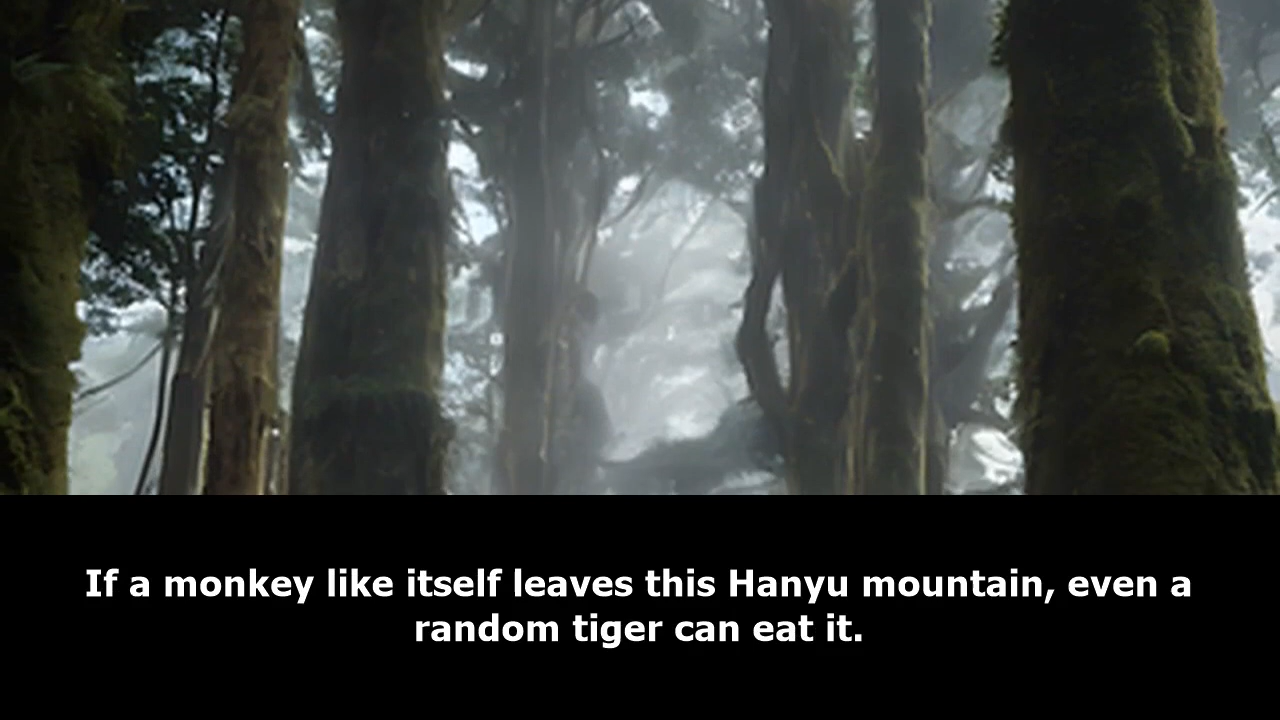 If a monkey like itself leaves this Hanyu mountain, even a
random tiger can eat it.